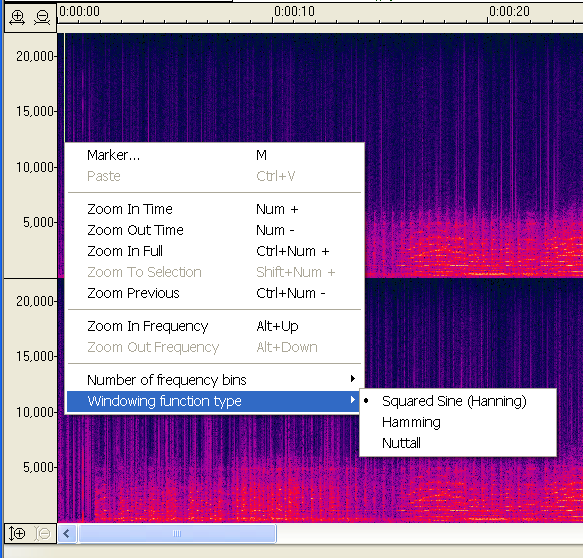 0:00:00 0:00:10 0:00:20
20,000
15,000
10,000
5,000
Marker... M
Paste Ctrl+V
Zoom In Time Num +
Zoom Out Time Num -
Zoom In Full Ctrl+Num +
Zoom To Selection Shift+Num +
Zoom Previous Ctrl+Num -
Zoom In Frequency Alt+Up
Zoom Out Frequency Alt+Down
Number of frequency bins
Windowing function type
Squared Sine (Hanning)
Hamming
Nuttall
20,000
15,000
10,000
5,000